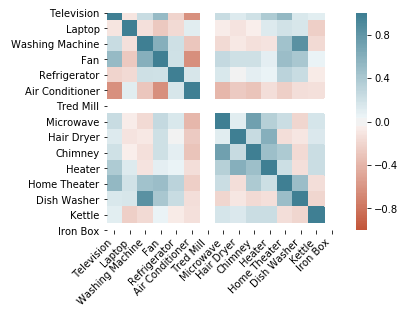 Television
Laptop
Washing Machine
Fan
Refrigerator
Air Conditioner
Tred Mill
Microwave
Hair Dryer
Chimney
Heater
Home Theater
Dish Washer
Kettle
Iron Box
Television
Laptop
Washing Machine
Fan
Refrigerator
Air Conditioner
Tred Mill
Microwave
Hair Dryer
Chimney
Heater
Home Theater
Dish Washer
Kettle
Iron Box
0.8
0.4
0.0
−0.4
−0.8